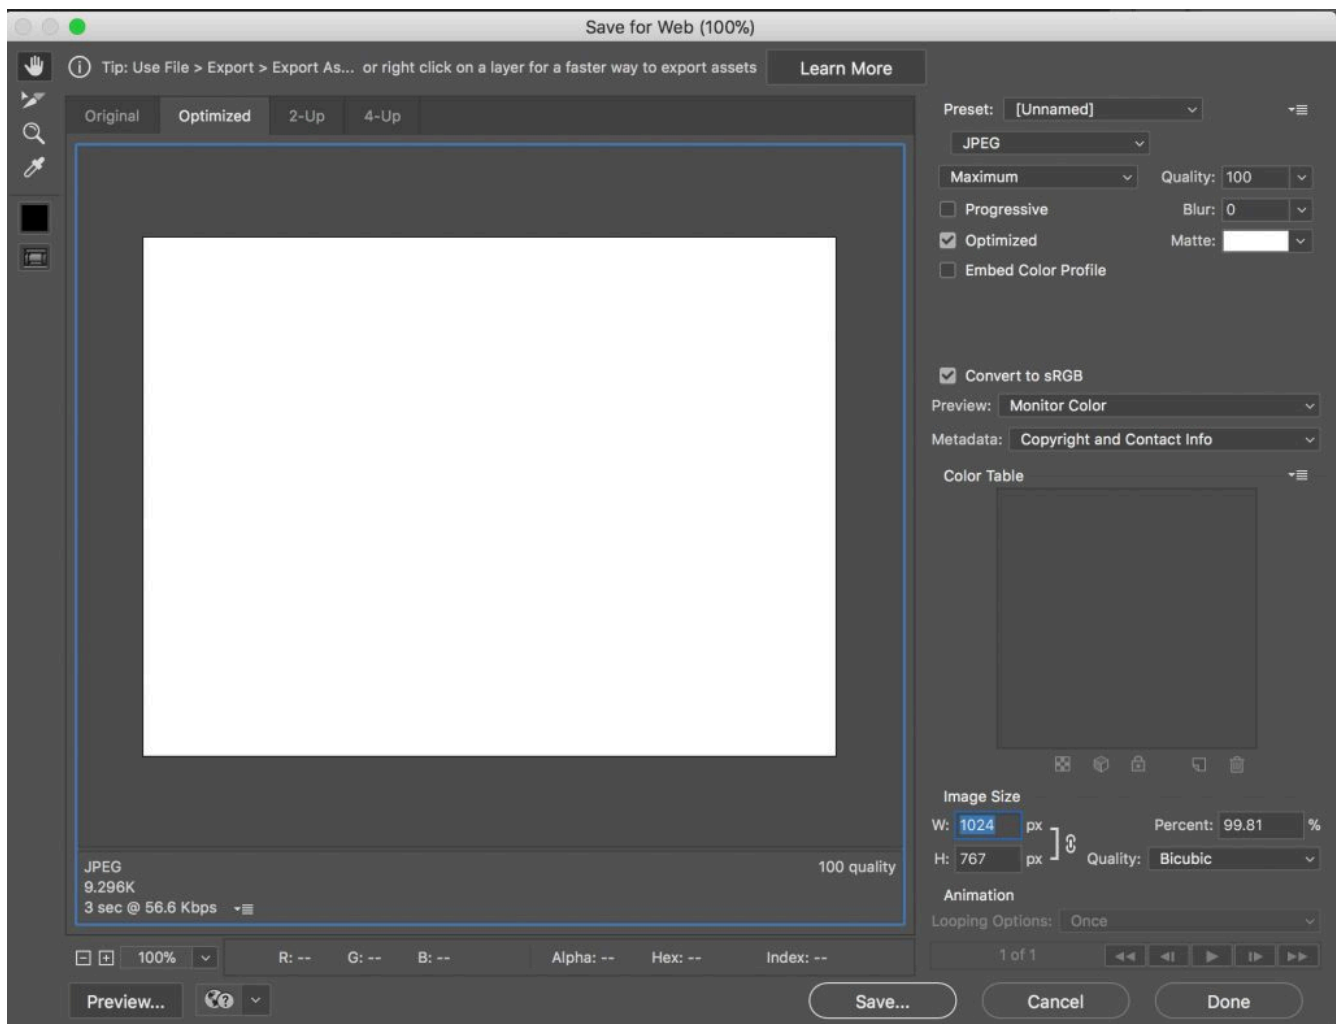 Save for Web (100%)
Tip: Use File > Export > Export As... or right click on a layer for a faster way to export assets
Learn More
Original Optimized 2-Up 4-Up
Preset: [Unnamed]
JPEG
Maximum Quality: 100
Progressive Blur: 0
Optimized Matte:
Embed Color Profile
Convert to sRGB
Preview: Monitor Color
Metadata: Copyright and Contact Info
Color Table
Image Size
W: 1024 px Percent: 99.81 %
H: 767 px Quality: Bicubic
JPEG 100 quality
9.296K
3 sec @ 56.6 Kbps
Animation
Looping Options: Once
100% R: -- G: -- B: -- Alpha: -- Hex: -- Index: --
1 of 1
Preview... Save... Cancel Done